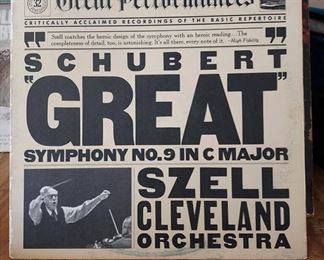 32
Great Performances
CRITICALLY ACCLAIMED RECORDINGS OF THE BASIC REPERTOIRE
Szell matches the heroic design of the symphony with an heroic reading...The
completeness of detail, too, is astonishing. It's all there, every note of it. -High Fidelity
SCHUBERT
"GREAT"
SYMPHONY NO. 9 IN C MAJOR
SZELL
CLEVELAND
ORCHESTRA